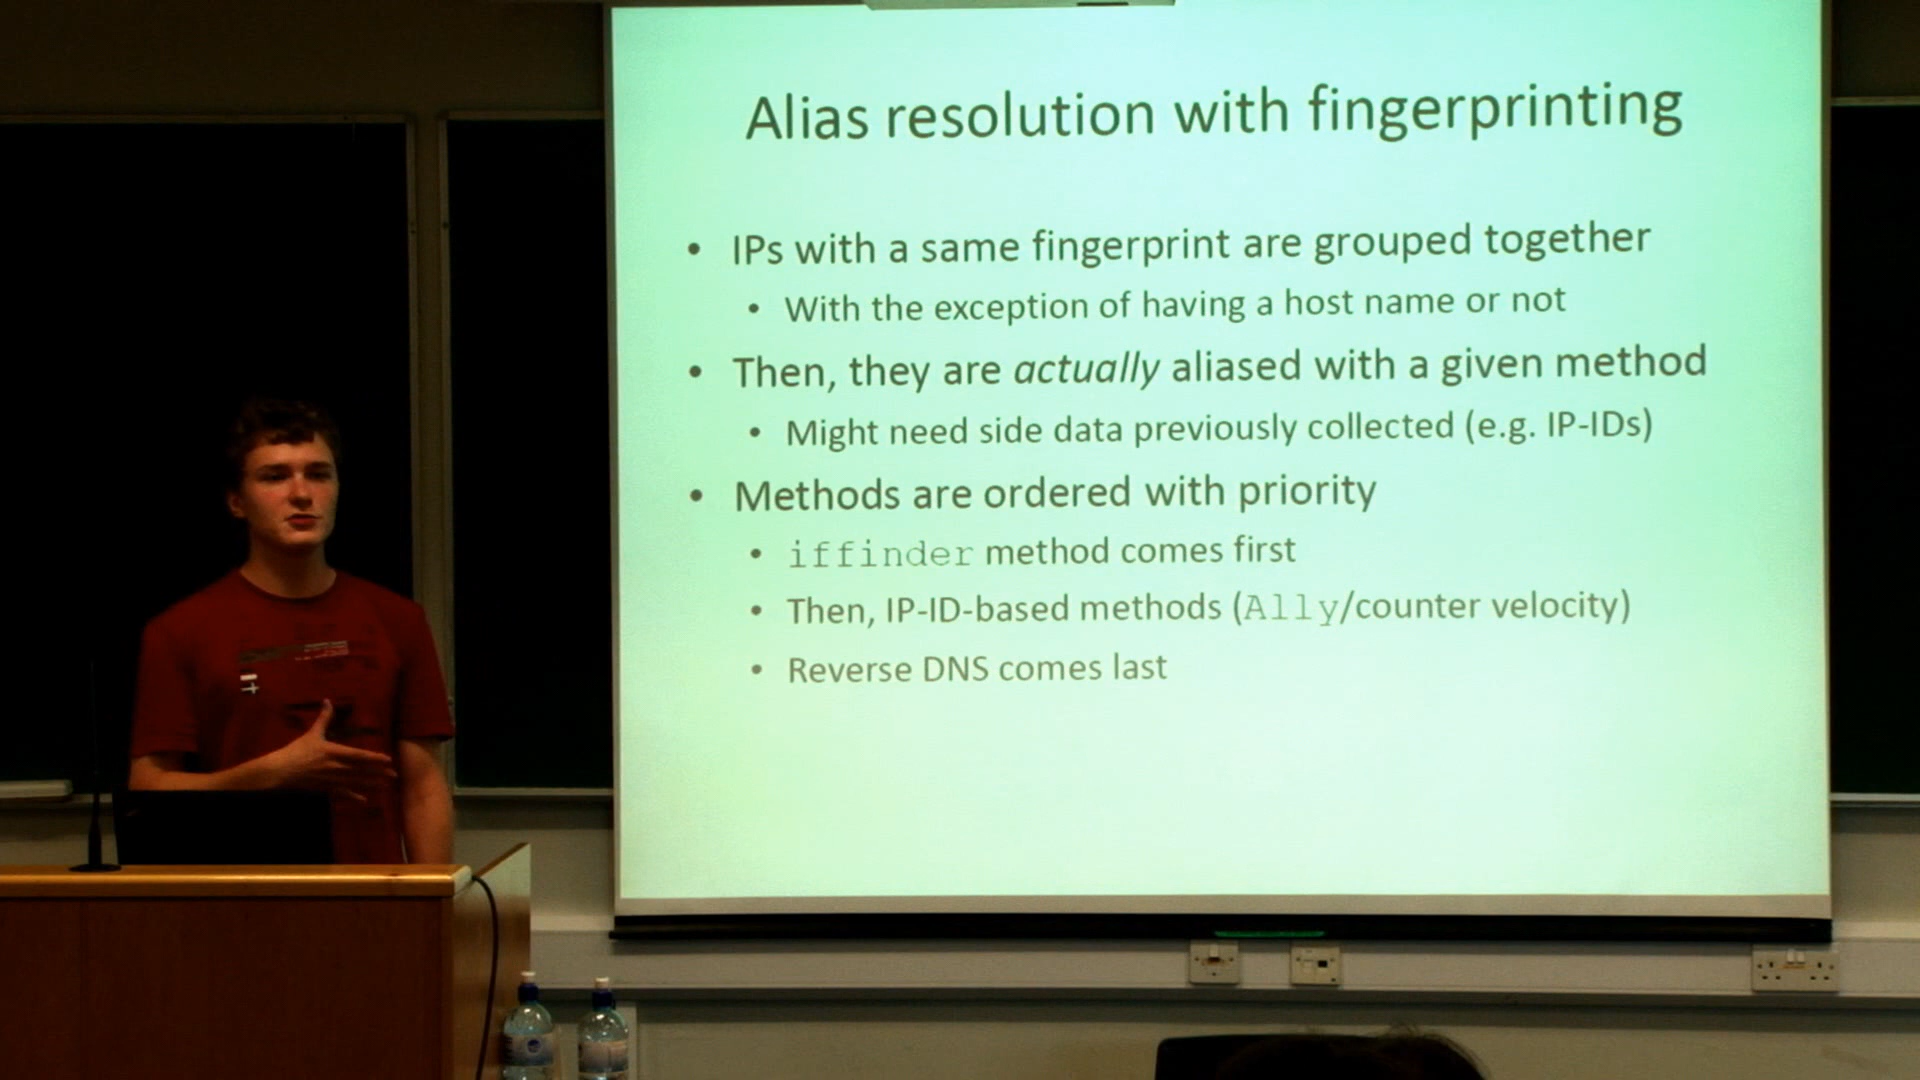 Alias resolution with fingerprinting
• IPs with a same fingerprint are grouped together
• With the exception of having a host name or not
• Then, they are actually aliased with a given method
• Might need side data previously collected (e.g. IP-IDs)
• Methods are ordered with priority
• iffinder method comes first
• Then, IP-ID-based methods (Ally/counter velocity)
• Reverse DNS comes last